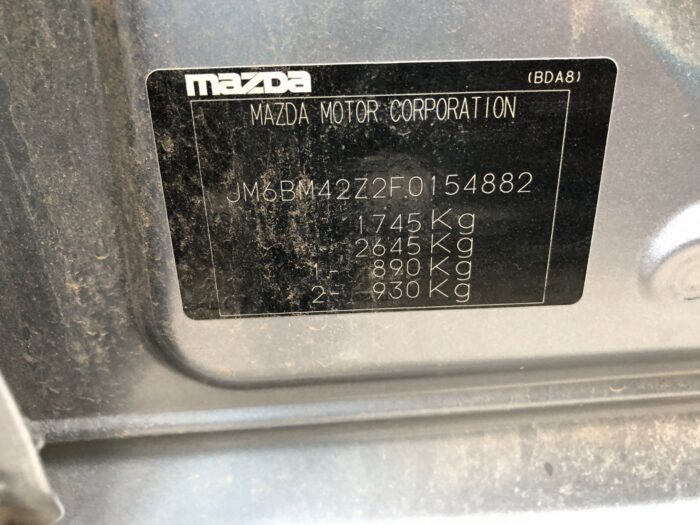 mazda (BDA8)
MAZDA MOTOR CORPORATION
JM6BM42Z2F0154882
1745 Kg
2645 Kg
1- 890 Kg
2- 930 Kg